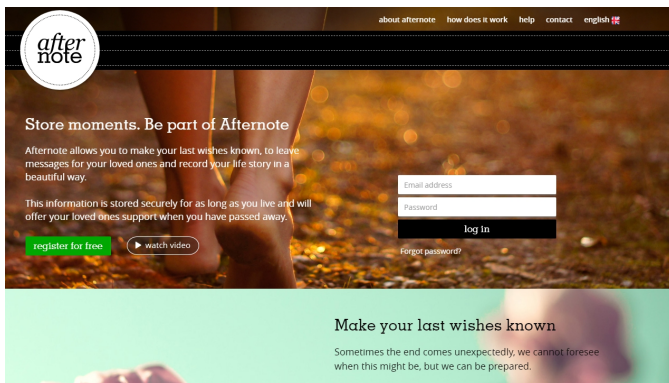 about afternote how does it work help contact english
after
note
Store moments. Be part of Afternote
Afternote allows you to make your last wishes known, to leave
messages for your loved ones and record your life story in a
beautiful way.
This information is stored securely for as long as you live and will
offer your loved ones support when you have passed away.
register for free
watch video
Email address
Password
log in
Forgot password?
Make your last wishes known
Sometimes the end comes unexpectedly, we cannot foresee
when this might be, but we can be prepared.